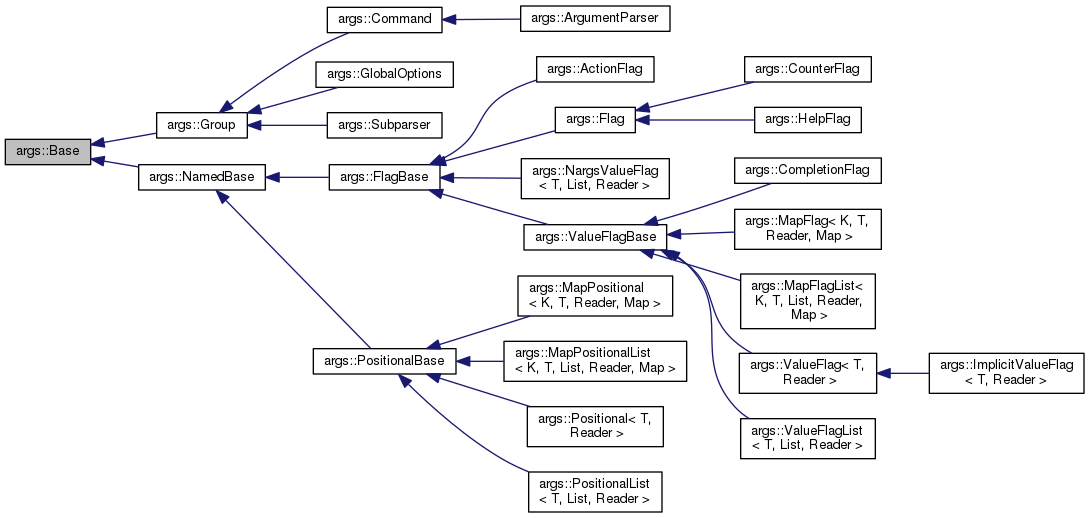 args::Base
args::Group
args::NamedBase
args::Command
args::GlobalOptions
args::Subparser
args::FlagBase
args::PositionalBase
args::ArgumentParser
args::ActionFlag
args::Flag
args::NargsValueFlag
< T, List, Reader >
args::ValueFlagBase
args::MapPositional
< K, T, Reader, Map >
args::MapPositionalList
< K, T, List, Reader, Map >
args::Positional< T,
Reader >
args::PositionalList
< T, List, Reader >
args::CounterFlag
args::HelpFlag
args::CompletionFlag
args::MapFlag< K, T,
Reader, Map >
args::MapFlagList<
K, T, List, Reader,
Map >
args::ValueFlag< T,
Reader >
args::ValueFlagList
< T, List, Reader >
args::ImplicitValueFlag
< T, Reader >